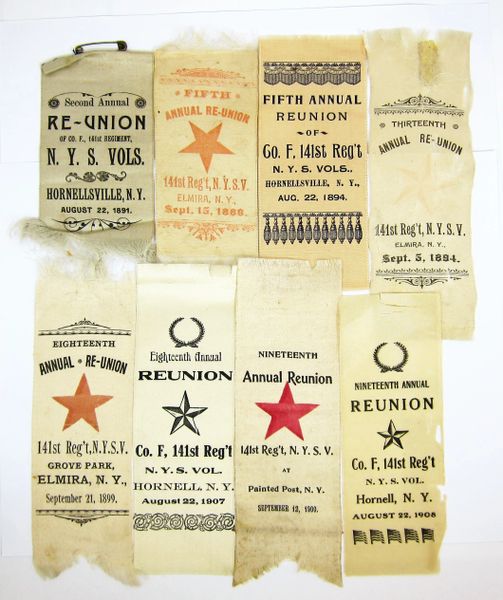 Second Annual
RE-UNION
OF CO. F., 141st REGIMENT,
N. Y. S. VOLS.
HORNELLSVILLE, N.Y.
AUGUST 22, 1891.
FIFTH
ANNUAL RE-UNION
141st Reg't, N.Y.S.V.
ELMIRA, N.Y.,
Sept. 15, 1886.
FIFTH ANNUAL
REUNION
OF
Co. F, 141st Reg't
N. Y. S. VOLS.,
HORNELLSVILLE, N. Y.,
AUG. 22, 1894.
THIRTEENTH
ANNUAL RE-UNION
141st Reg't, N.Y.S.V.
ELMIRA, N.Y.,
Sept. 5, 1894.
EIGHTEENTH
ANNUAL RE-UNION
141st Reg't, N.Y.S.V.
GROVE PARK,
ELMIRA, N. Y.,
September 21, 1899.
Eighteenth Annual
REUNION
Co. F, 141st Reg't
N. Y. S. VOL.
HORNELL, N. Y.
August 22, 1907
NINETEENTH
Annual Reunion
141st Reg't, N. Y. S. V.
AT
Painted Post, N. Y.
SEPTEMBER 12, 1900.
NINETEENTH ANNUAL
REUNION
Co. F, 141st Reg't
N. Y. S. VOL.
Hornell, N. Y.
August 22, 1908